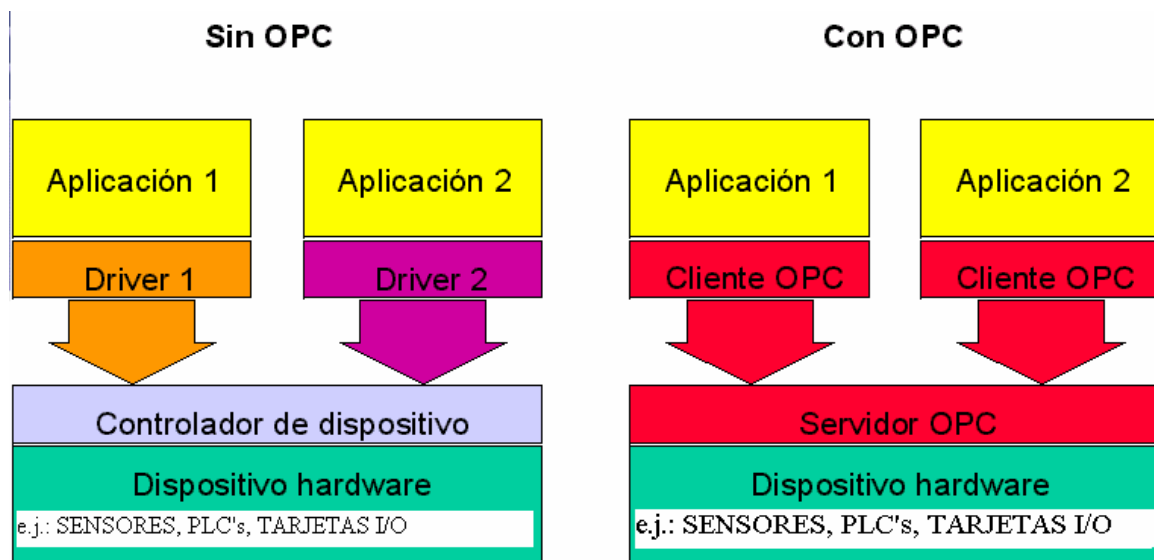 Sin OPC
Con OPC
Aplicación 1
Aplicación 2
Aplicación 1
Aplicación 2
Driver 1
Driver 2
Cliente OPC
Cliente OPC
Controlador de dispositivo
Servidor OPC
Dispositivo hardware
Dispositivo hardware
e.j.: SENSORES, PLC's, TARJETAS I/O
e.j.: SENSORES, PLC's, TARJETAS I/O